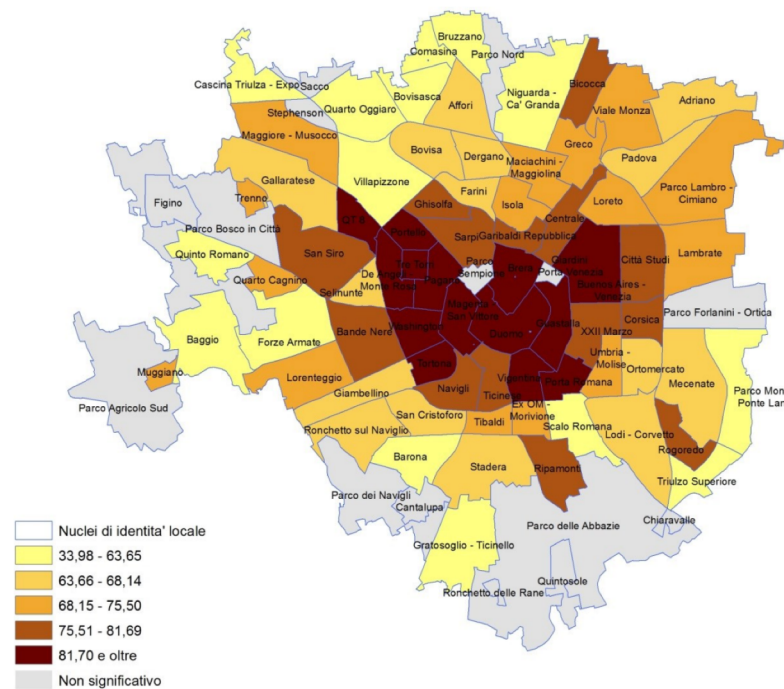 Bruzzano
Comasina
Parco Nord
Cascina Triulza - Expo
Sacco
Bovisasca
Niguarda -
Ca' Granda
Bicocca
Quarto Oggiaro
Affori
Viale Monza
Adriano
Stephenson
Maggiore - Musocco
Bovisa
Dergano
Greco
Padova
Maciachini -
Maggiolina
Villapizzone
Gallaratese
Farini
Parco Lambro -
Cimiano
Figino
Trenno
QT 8
Ghisolfa
Isola
Loreto
Centrale
Parco Bosco in Città
Portello
Sarpi
Garibaldi Repubblica
Quinto Romano
San Siro
Tre Torri
Parco
Sempione
Brera
Giardini
Porta Venezia
Città Studi
Lambrate
Quarto Cagnino
Selinunte
De Angeli
Monte Rosa
Pagano
Buenos Aires -
Venezia
Magenta -
San Vittore
Parco Forlanini - Ortica
Baggio
Forze Armate
Bande Nere
Washington
Duomo
Guastalla
XXII Marzo
Corsica
Umbria -
Molise
Ortomercato
Muggiano
Lorenteggio
Tortona
Vigentina
Porta Romana
Mecenate
Parco Mon
Ponte Lam
Parco Agricolo Sud
Giambellino
Navigli
Ticinese
San Cristoforo
Tibaldi
Ex OM -
Morivione
Scalo Romana
Lodi - Corvetto
Ronchetto sul Naviglio
Rogoredo
Barona
Stadera
Ripamonti
Triulzo Superiore
Parco dei Navigli
Cantalupa
Parco delle Abbazie
Chiaravalle
Gratosoglio - Ticinello
Quintosole
Ronchetto delle Rane
Nuclei di identita' locale
33,98 - 63,65
63,66 - 68,14
68,15 - 75,50
75,51 - 81,69
81,70 e oltre
Non significativo